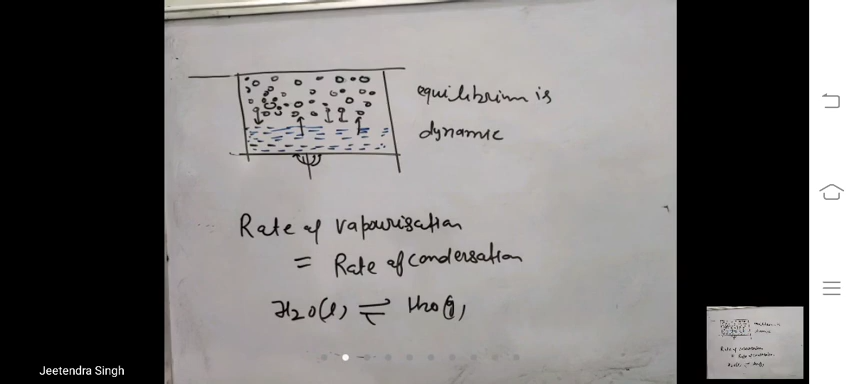 equilibrium is
dynamic
Rate of vapourisation
= Rate of condensation
H2O(l) ⇌ H2O(g)
Jeetendra Singh